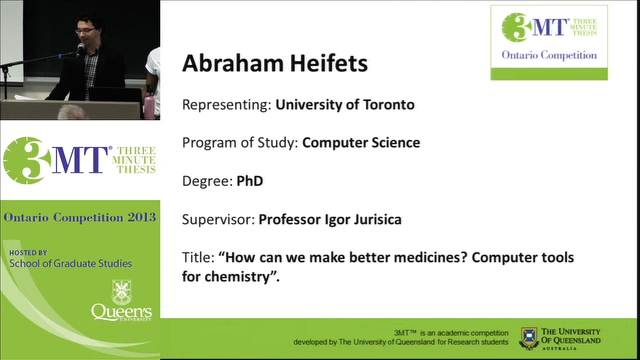 Abraham Heifets
Representing: University of Toronto
Program of Study: Computer Science
Degree: PhD
Supervisor: Professor Igor Jurisica
Title: “How can we make better medicines? Computer tools
for chemistry”.
3MT® THREE
MINUTE
THESIS
Ontario Competition
3MT® THREE
MINUTE
THESIS
Ontario Competition 2013
HOSTED BY
School of Graduate Studies
Queen's
UNIVERSITY
3MT™ is an academic competition
developed by The University of Queensland for Research students
THE UNIVERSITY
OF QUEENSLAND
AUSTRALIA